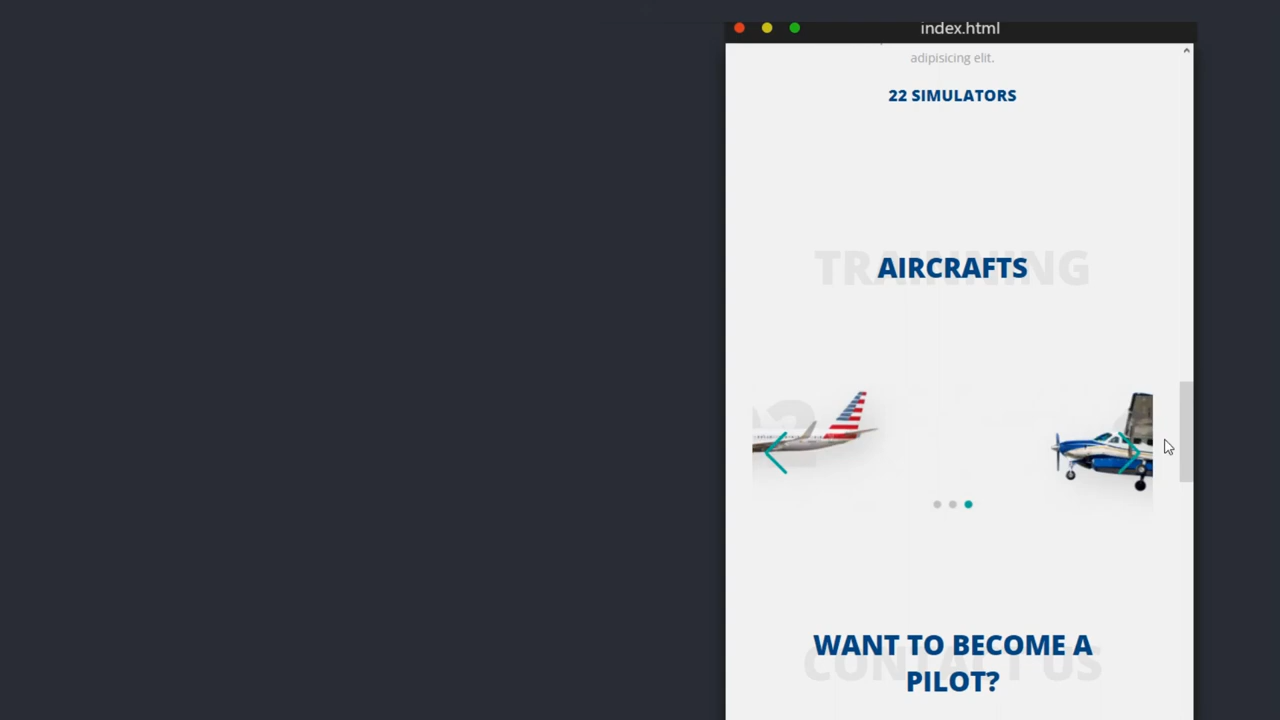 index.html
adipisicing elit.
22 SIMULATORS
TRAINNING
AIRCRAFTS
WANT TO BECOME A
CONTACT US
PILOT?